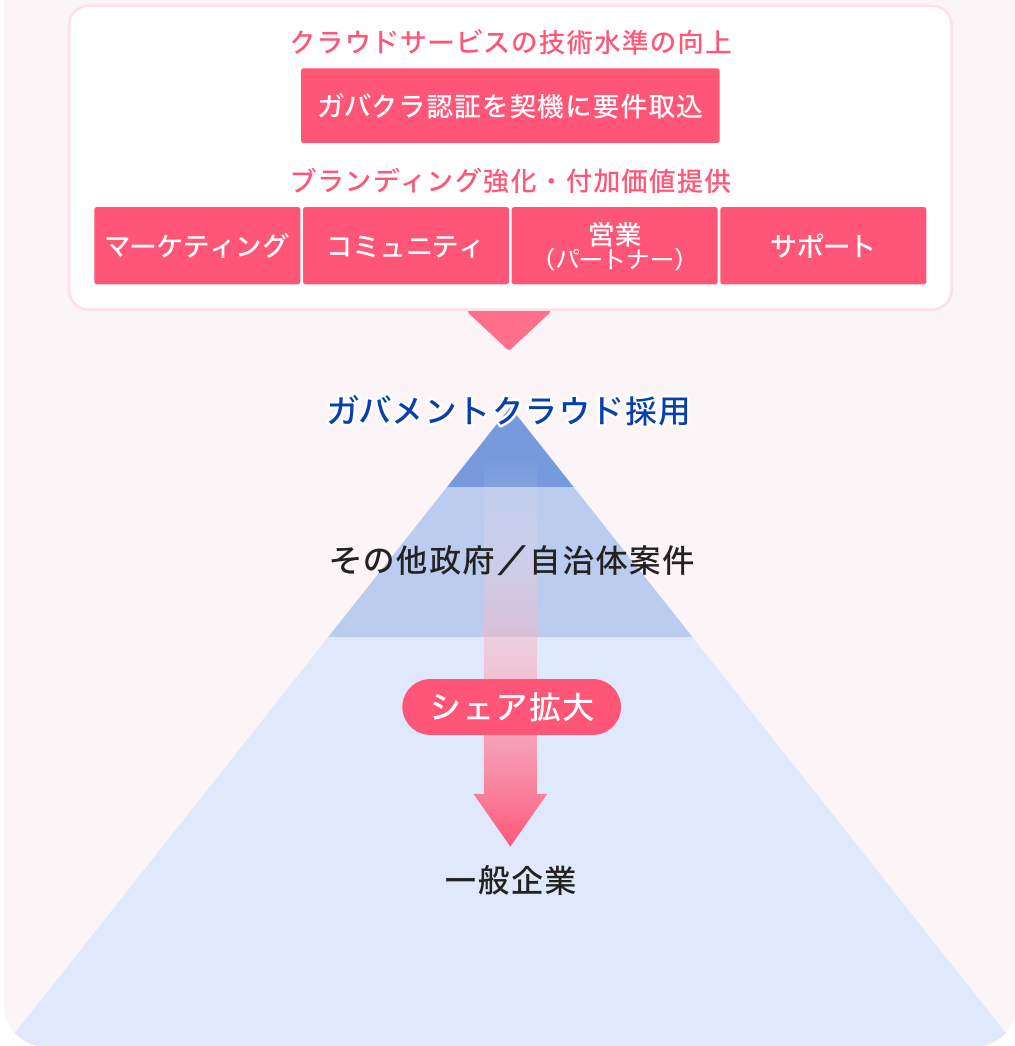 クラウドサービスの技術水準の向上
ガバクラ認証を契機に要件取込
ブランディング強化・付加価値提供
マーケティング
コミュニティ
営業
（パートナー）
サポート
ガバメントクラウド採用
その他政府／自治体案件
シェア拡大
一般企業